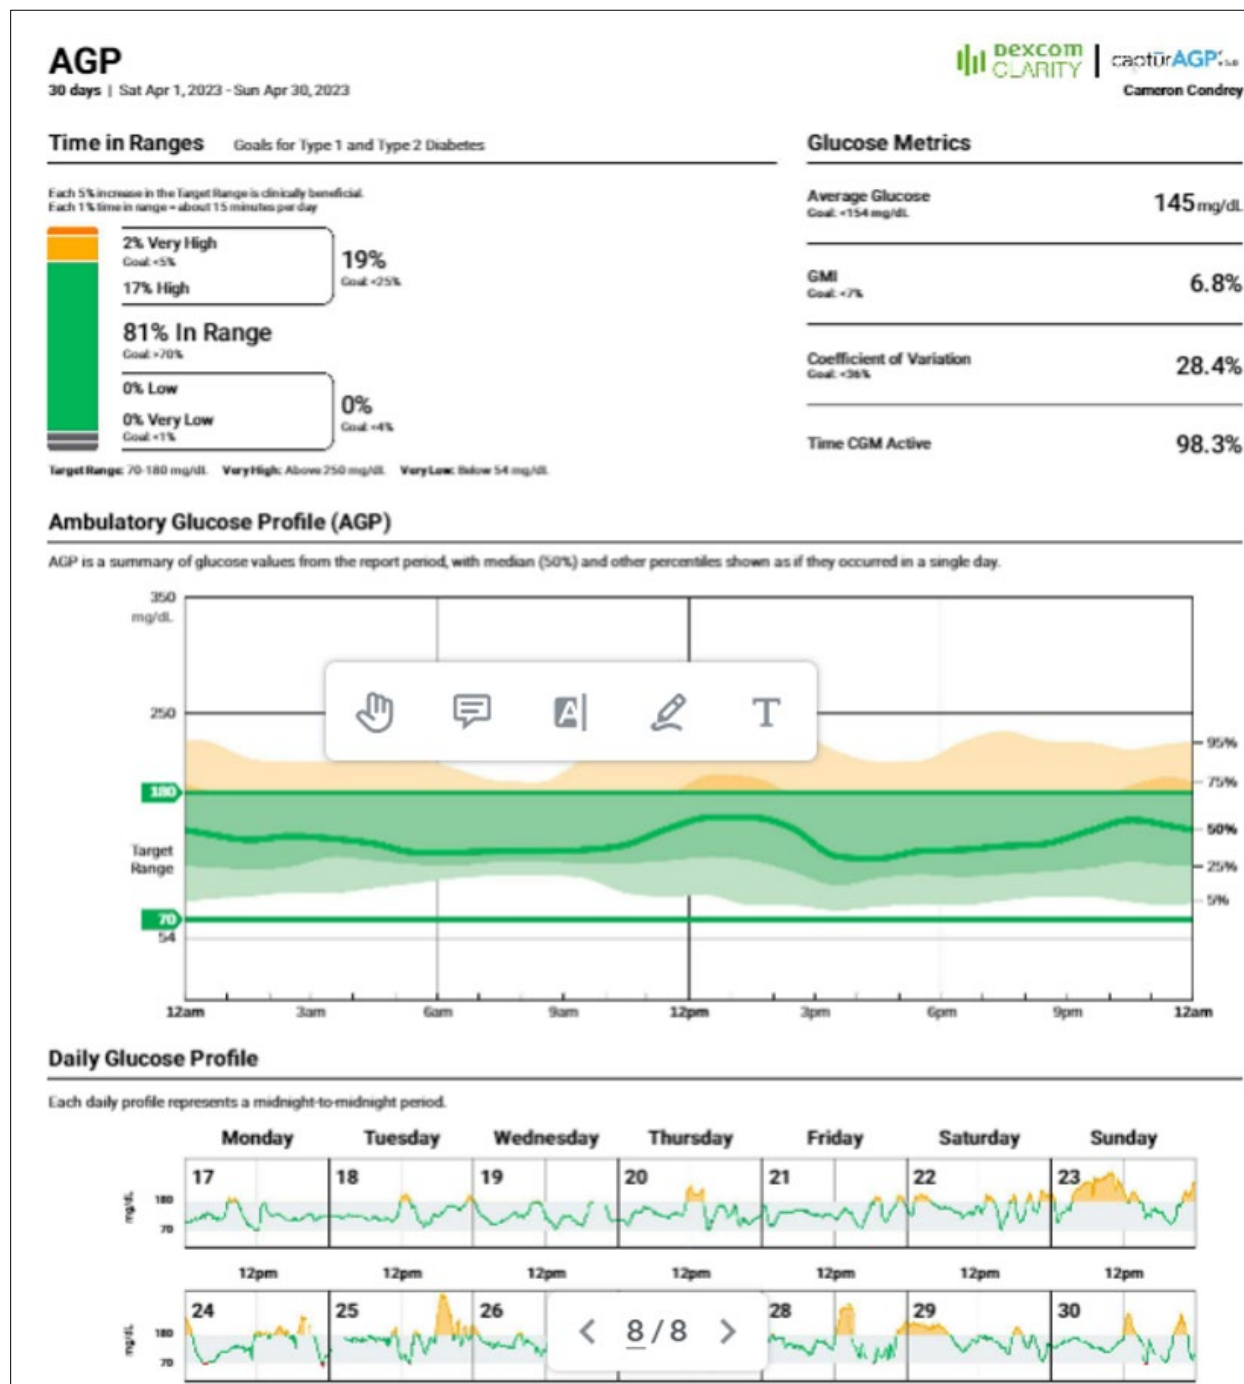 AGP
30 days | Sat Apr 1, 2023 - Sun Apr 30, 2023
Dexcom
CLARITY
captūrAGP
Cameron Condrey
Time in Ranges Goals for Type 1 and Type 2 Diabetes
Each 5% increase in the Target Range is clinically beneficial.
Each 1% time in range = about 15 minutes per day
2% Very High
Goal: <5%
17% High
19%
Goal: <25%
81% In Range
Goal: >70%
0% Low
0% Very Low
Goal: <1%
0%
Goal: <4%
Target Range: 70-180 mg/dL Very High: Above 250 mg/dL Very Low: Below 54 mg/dL
Glucose Metrics
Average Glucose
Goal: <154 mg/dL
145 mg/dL
GMI
Goal: <7%
6.8%
Coefficient of Variation
Goal: <36%
28.4%
Time CGM Active
98.3%
Ambulatory Glucose Profile (AGP)
AGP is a summary of glucose values from the report period, with median (50%) and other percentiles shown as if they occurred in a single day.
350
mg/dL
250
180
Target
Range
70
54
95%
75%
50%
25%
5%
A
T
12am 3am 6am 9am 12pm 3pm 6pm 9pm 12am
Daily Glucose Profile
Each daily profile represents a midnight-to-midnight period.
Monday Tuesday Wednesday Thursday Friday Saturday Sunday
17 18 19 20 21 22 23
mg/dL
180
70
12pm 12pm 12pm 12pm 12pm 12pm 12pm
24 25 26 28 29 30
mg/dL
180
70
8 / 8